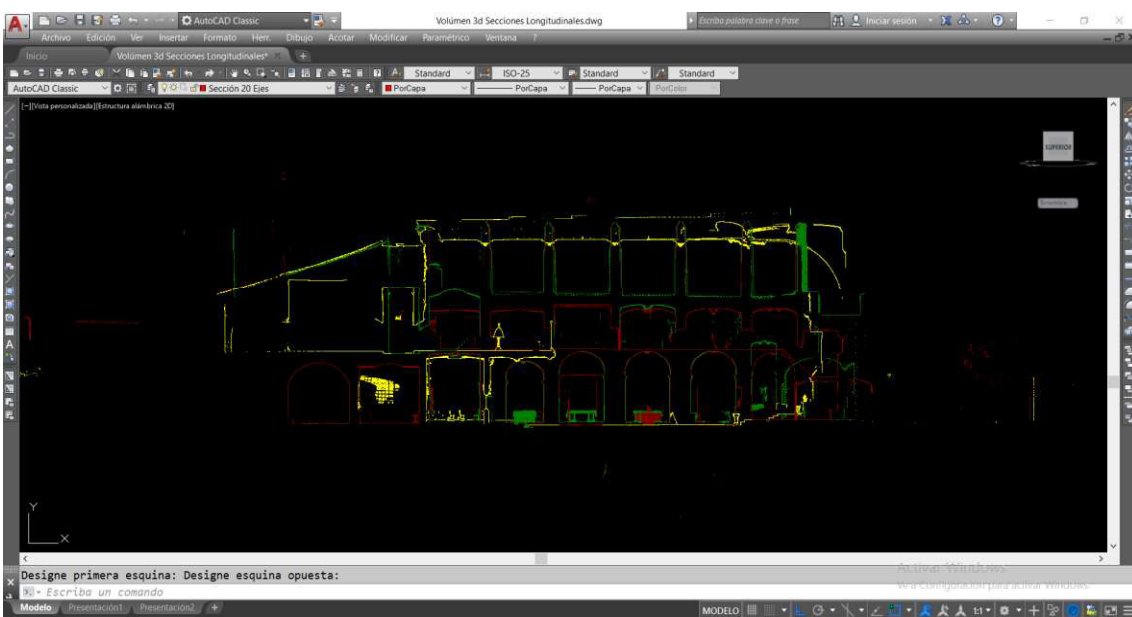 AutoCAD Classic
Volúmen 3d Secciones Longitudinales.dwg
Escriba palabra clave o frase
Iniciar sesión
Archivo Edición Ver Insertar Formato Herr. Dibujo Acotar Modificar Paramétrico Ventana ?
Inicio
Volúmen 3d Secciones Longitudinales*
Standard
ISO-25
Standard
Standard
AutoCAD Classic
Sección 20 Ejes
PorCapa
PorCapa
PorCapa
PorColor
[−][Vista personalizada][Estructura alámbrica 2D]
SUPERIOR
Y
X
Designe primera esquina: Designe esquina opuesta:
Escriba un comando
Activar Windows
Ve a Configuración para activar Windows.
Modelo Presentación1 Presentación2 +
MODELO
1:1